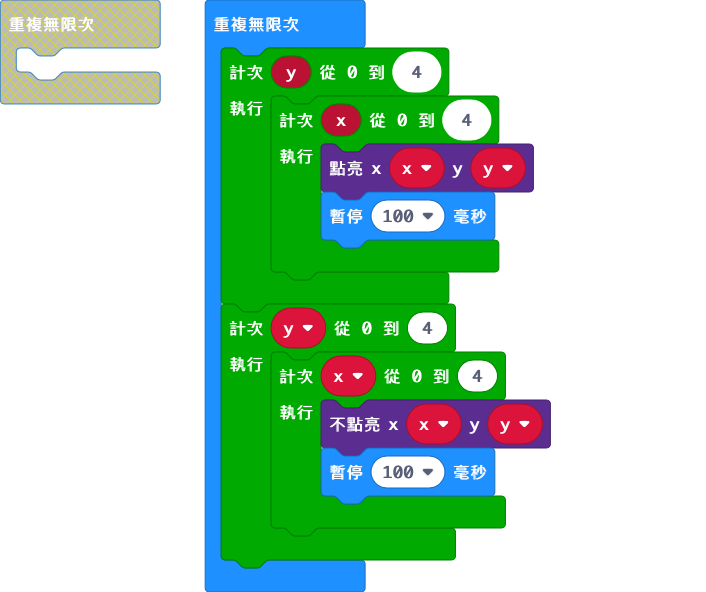 重複無限次
重複無限次
計次 y 從 0 到 4
執行
計次 x 從 0 到 4
執行
點亮 x x y y
暫停 100 毫秒
計次 y 從 0 到 4
執行
計次 x 從 0 到 4
執行
不點亮 x x y y
暫停 100 毫秒